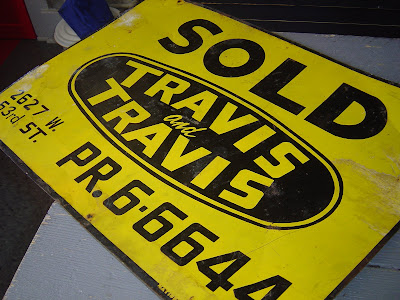 SOLD
TRAVIS
and
TRAVIS
2627 W.
53rd. ST.
PR. 6-6644